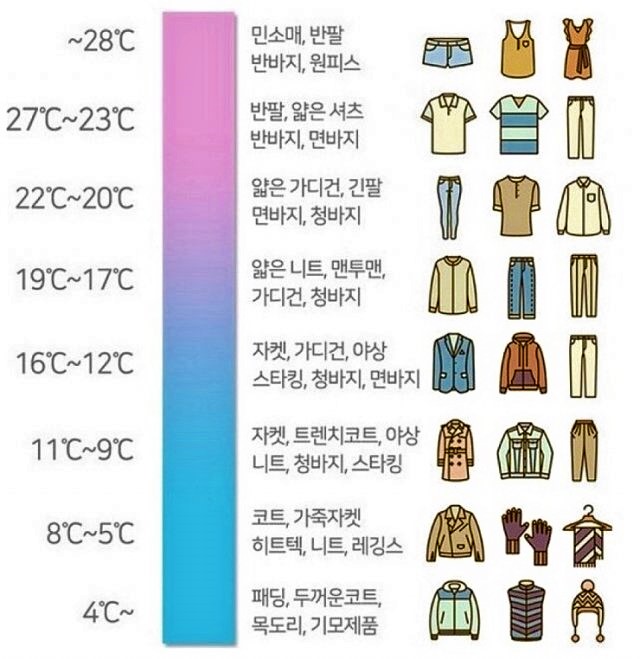 ~28℃
민소매, 반팔
반바지, 원피스
27℃~23℃
반팔, 얇은 셔츠
반바지, 면바지
22℃~20℃
얇은 가디건, 긴팔
면바지, 청바지
19℃~17℃
얇은 니트, 맨투맨,
가디건, 청바지
16℃~12℃
자켓, 가디건, 야상
스타킹, 청바지, 면바지
11℃~9℃
자켓, 트렌치코트, 야상
니트, 청바지, 스타킹
8℃~5℃
코트, 가죽자켓
히트텍, 니트, 레깅스
4℃~
패딩, 두꺼운코트,
목도리, 기모제품